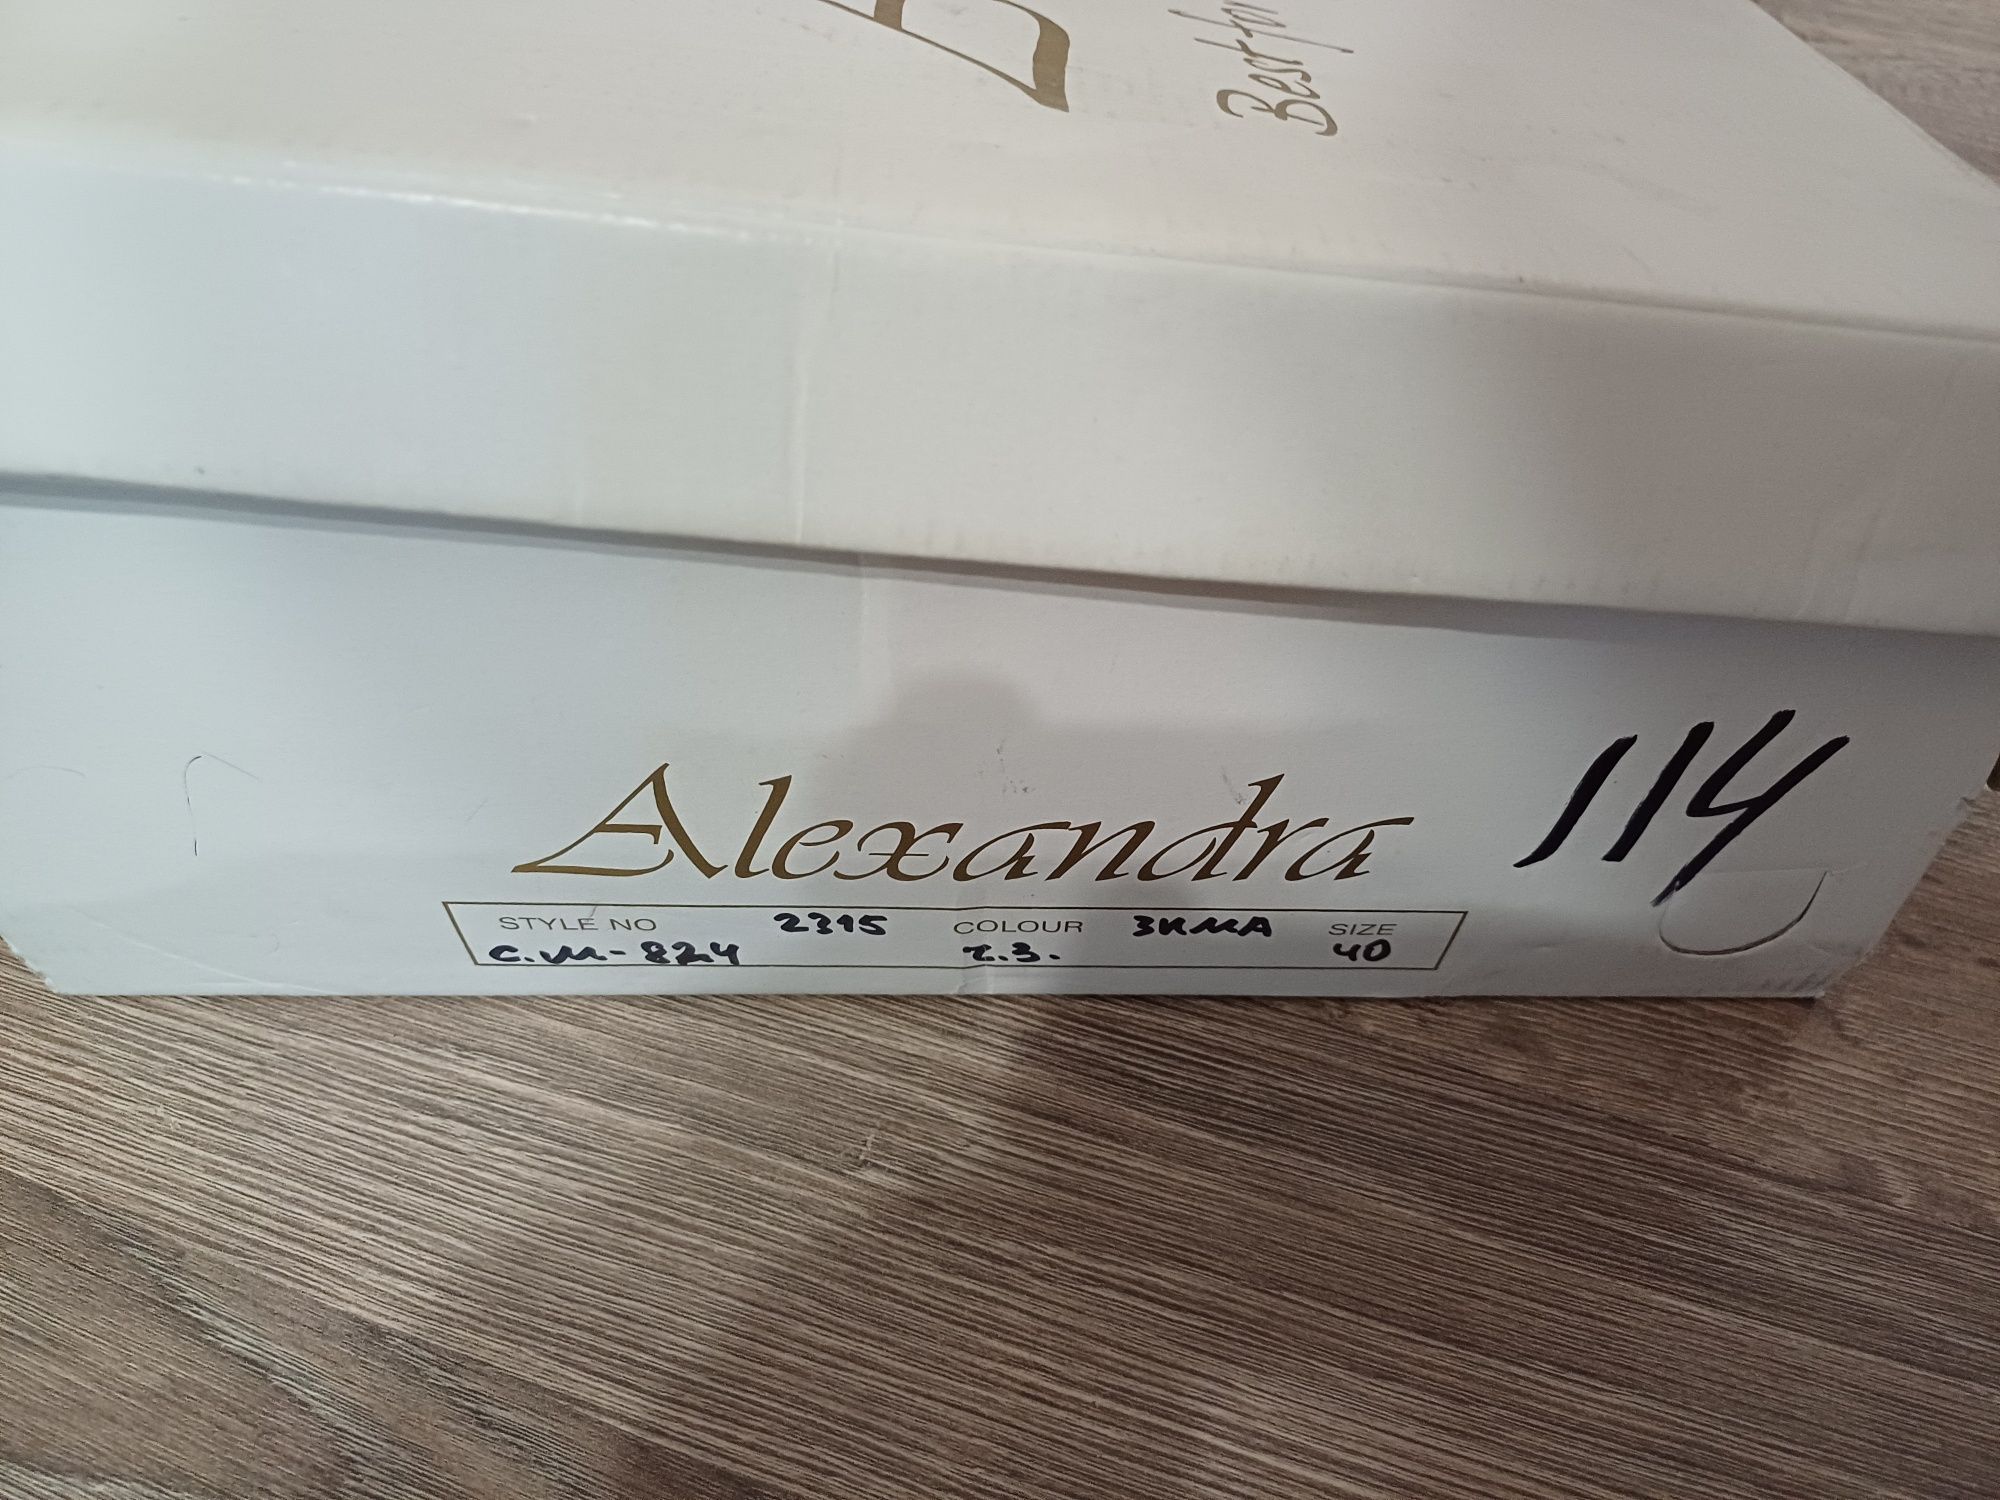 Best for
Alexandra
114
STYLE NO 2315 COLOUR ЗИМА SIZE
с.м-824 г.з. 40